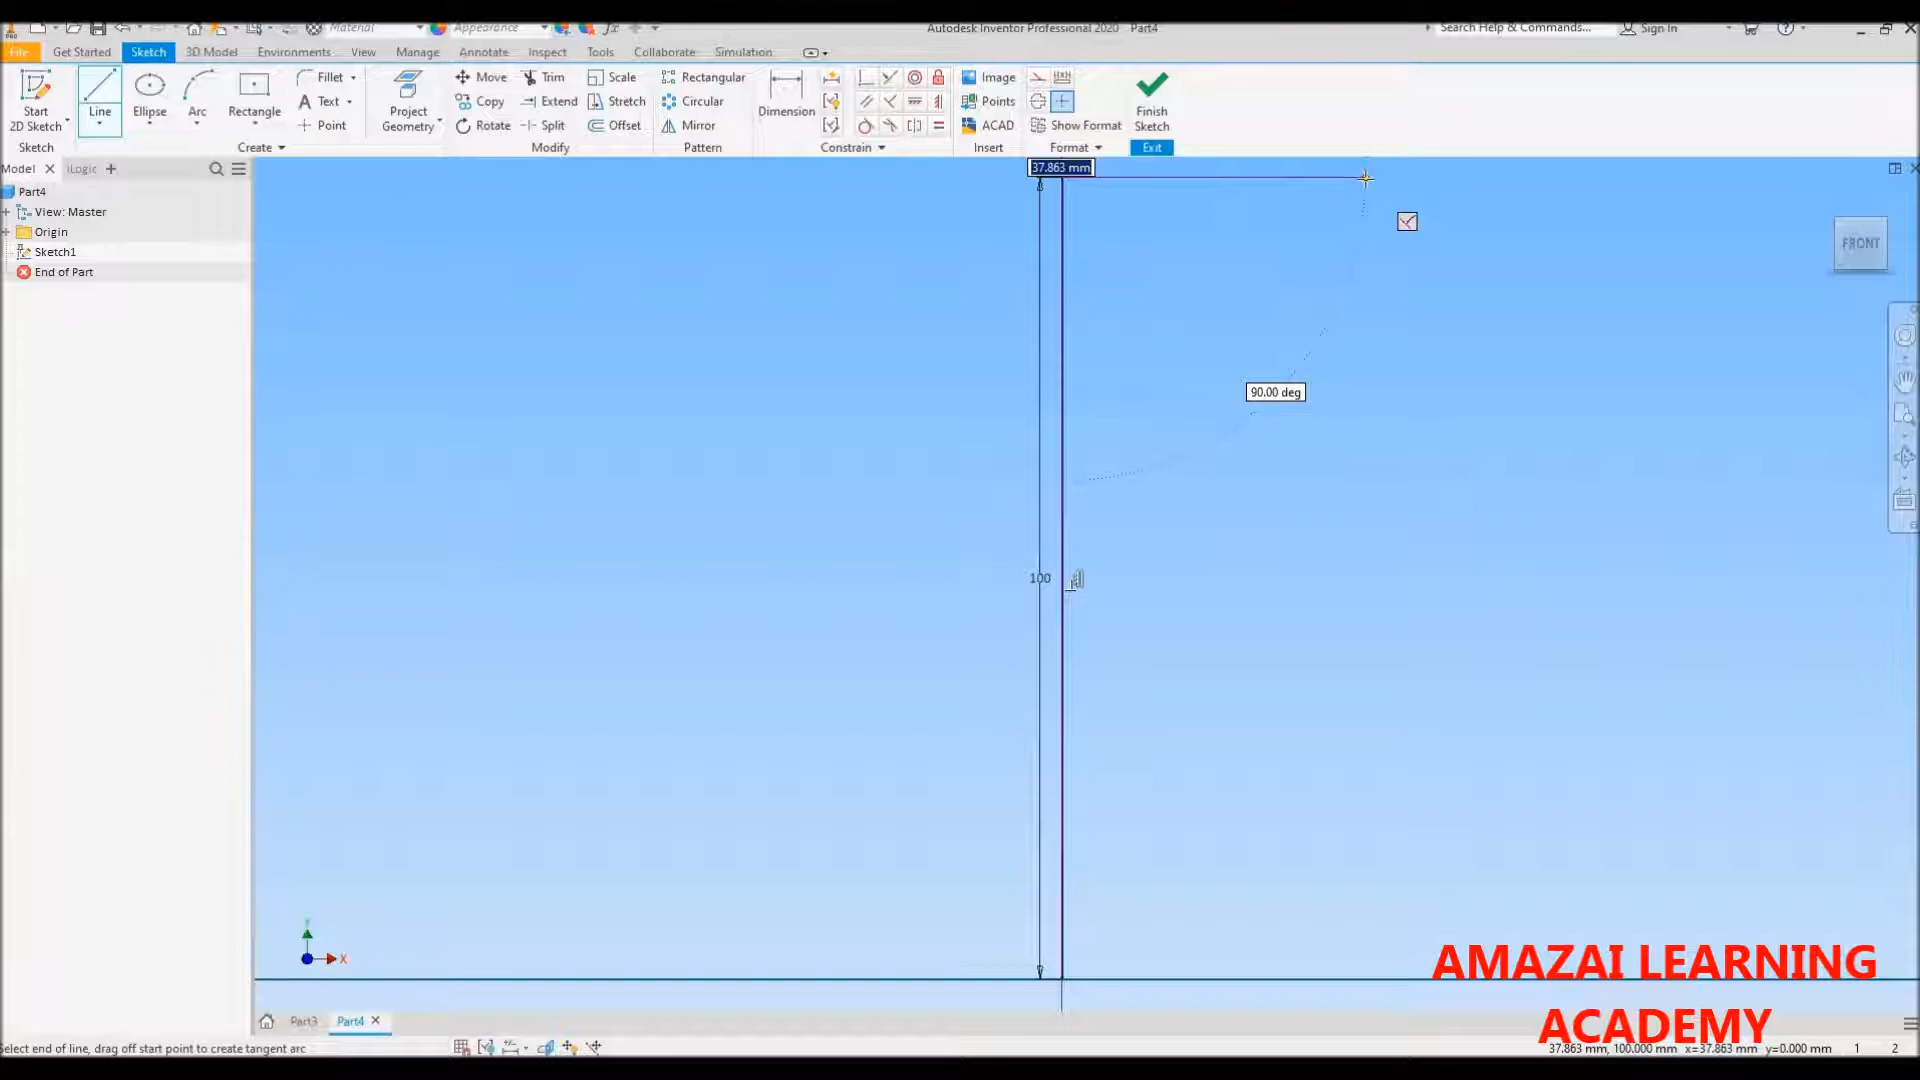 PRO
Material
Appearance
fx
Autodesk Inventor Professional 2020 Part4
Search Help & Commands...
Sign In
File
Get Started
Sketch
3D Model
Environments
View
Manage
Annotate
Inspect
Tools
Collaborate
Simulation
Start
2D Sketch
Line
Ellipse
Arc
Rectangle
Fillet
Text
Point
Project
Geometry
Move
Copy
Rotate
Trim
Extend
Split
Scale
Stretch
Offset
Rectangular
Circular
Mirror
Dimension
Image
Points
ACAD
Show Format
Finish
Sketch
Sketch
Create
Modify
Pattern
Constrain
Insert
Format
Exit
Model
iLogic
Part4
View: Master
Origin
Sketch1
End of Part
37.863 mm
FRONT
90.00 deg
100
Y
X
AMAZAI LEARNING
ACADEMY
Part3
Part4
Select end of line, drag off start point to create tangent arc
37.863 mm, 100.000 mm x=37.863 mm y=0.000 mm 1 2